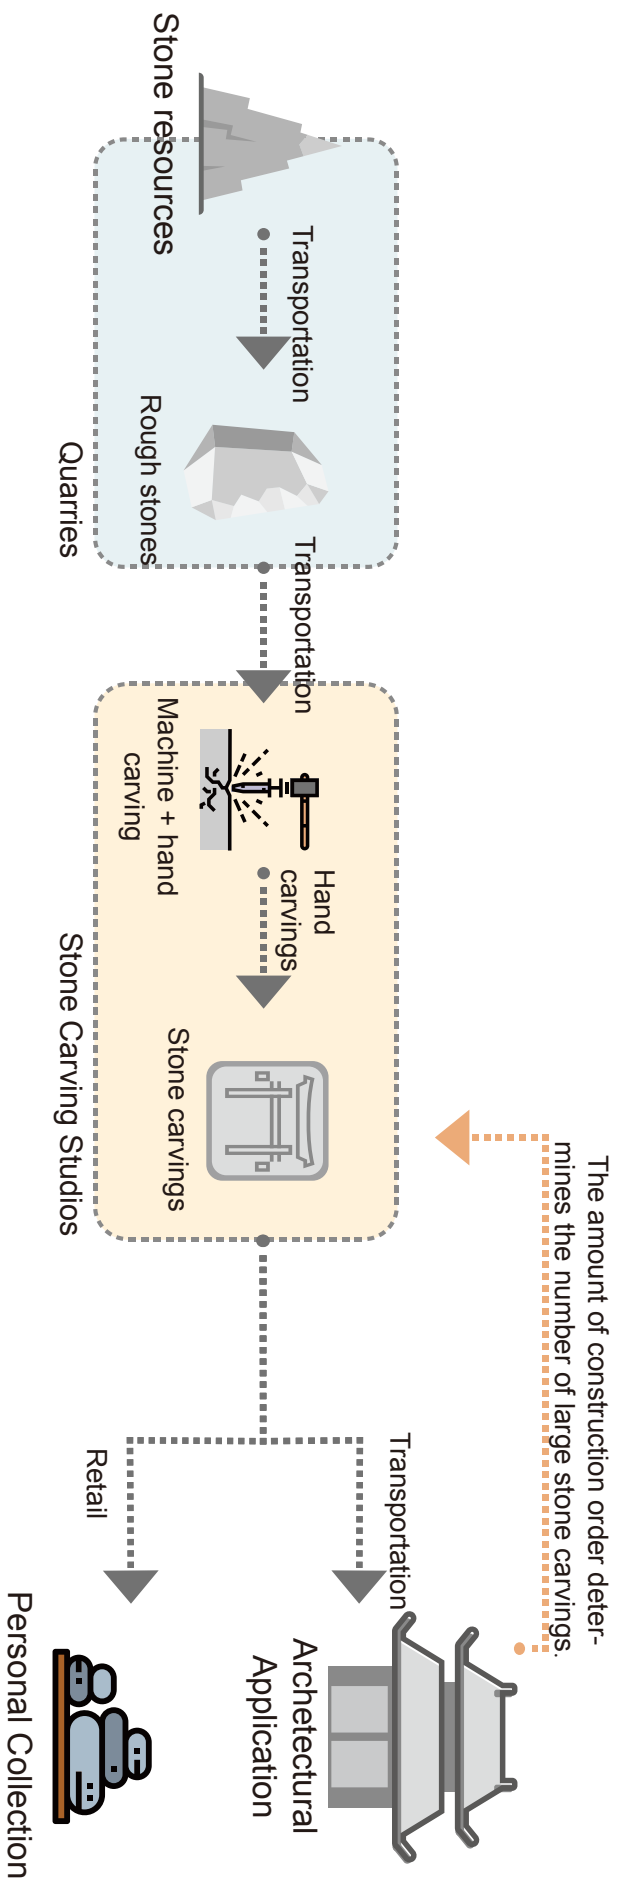 The amount of construction order deter-
mines the number of large stone carvings.
Stone resources
Transportation
Rough stones
Quarries
Transportation
Machine + hand
carving
Hand
carvings
Stone carvings
Stone Carving Studios
Transportation
Retail
Archetectural
Application
Personal Collection